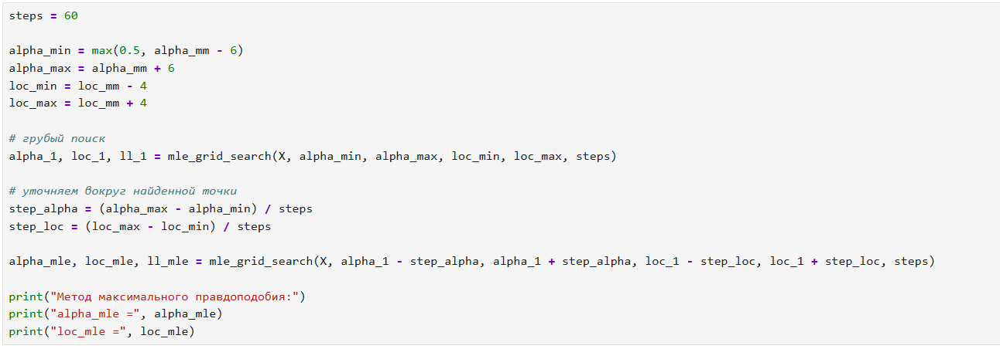 steps = 60
alpha_min = max(0.5, alpha_mm - 6)
alpha_max = alpha_mm + 6
loc_min = loc_mm - 4
loc_max = loc_mm + 4
# грубый поиск
alpha_1, loc_1, ll_1 = mle_grid_search(X, alpha_min, alpha_max, loc_min, loc_max, steps)
# уточняем вокруг найденной точки
step_alpha = (alpha_max - alpha_min) / steps
step_loc = (loc_max - loc_min) / steps
alpha_mle, loc_mle, ll_mle = mle_grid_search(X, alpha_1 - step_alpha, alpha_1 + step_alpha, loc_1 - step_loc, loc_1 + step_loc, steps)
print("Метод максимального правдоподобия:")
print("alpha_mle =", alpha_mle)
print("loc_mle =", loc_mle)